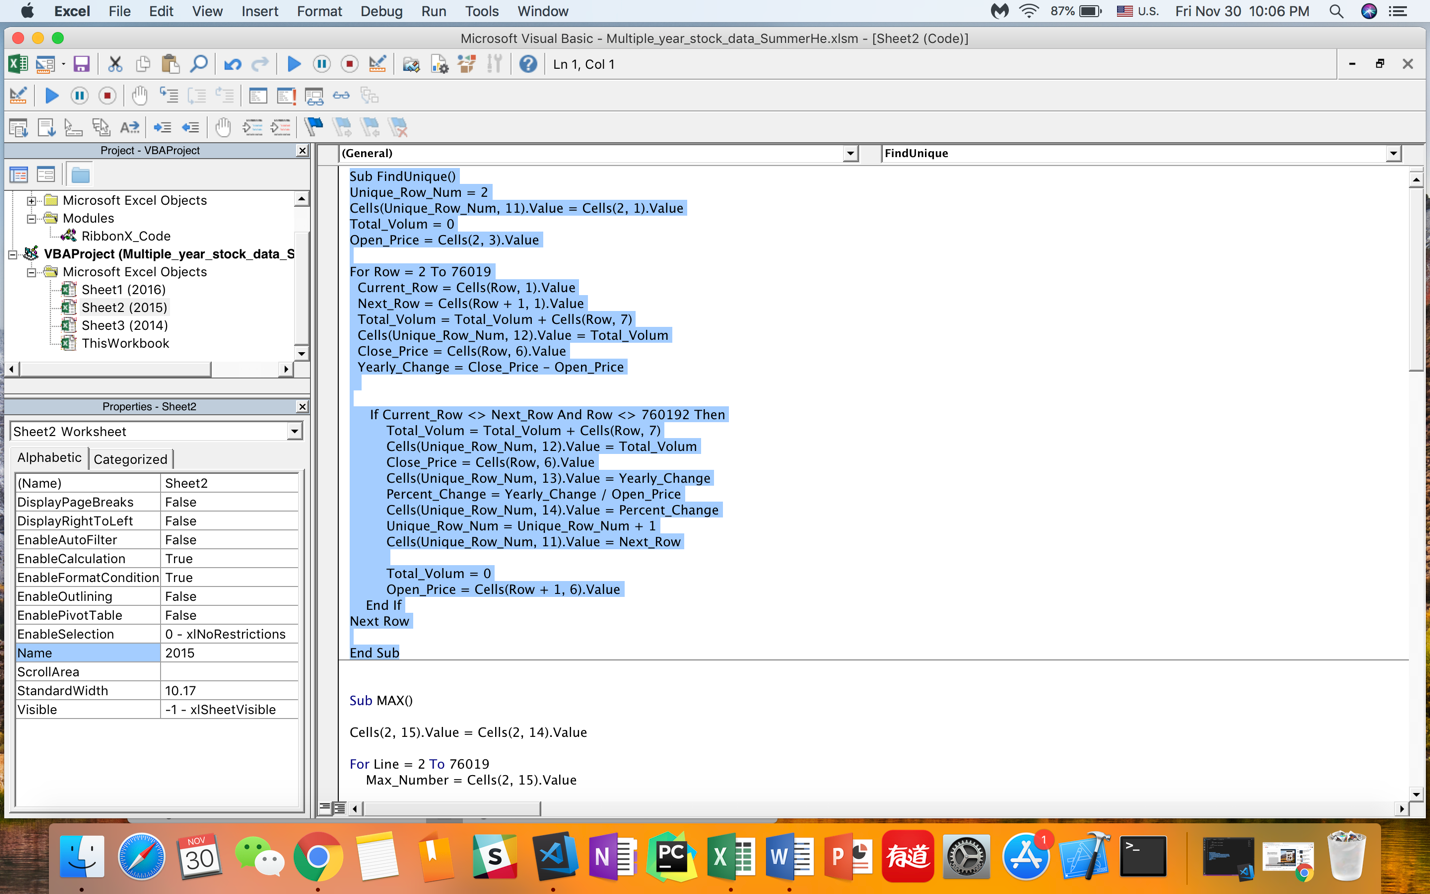 Excel File Edit View Insert Format Debug Run Tools Window 87% U.S. Fri Nov 30 10:06 PM
Microsoft Visual Basic - Multiple_year_stock_data_SummerHe.xlsm - [Sheet2 (Code)]
Ln 1, Col 1
Project - VBAProject
Microsoft Excel Objects
Modules
RibbonX_Code
VBAProject (Multiple_year_stock_data_S
Microsoft Excel Objects
Sheet1 (2016)
Sheet2 (2015)
Sheet3 (2014)
ThisWorkbook
Properties - Sheet2
Sheet2 Worksheet
Alphabetic Categorized
(Name) Sheet2
DisplayPageBreaks False
DisplayRightToLeft False
EnableAutoFilter False
EnableCalculation True
EnableFormatCondition True
EnableOutlining False
EnablePivotTable False
EnableSelection 0 - xlNoRestrictions
Name 2015
ScrollArea
StandardWidth 10.17
Visible -1 - xlSheetVisible
(General) FindUnique
Sub FindUnique()
Unique_Row_Num = 2
Cells(Unique_Row_Num, 11).Value = Cells(2, 1).Value
Total_Volum = 0
Open_Price = Cells(2, 3).Value
For Row = 2 To 76019
Current_Row = Cells(Row, 1).Value
Next_Row = Cells(Row + 1, 1).Value
Total_Volum = Total_Volum + Cells(Row, 7)
Cells(Unique_Row_Num, 12).Value = Total_Volum
Close_Price = Cells(Row, 6).Value
Yearly_Change = Close_Price - Open_Price
If Current_Row <> Next_Row And Row <> 760192 Then
Total_Volum = Total_Volum + Cells(Row, 7)
Cells(Unique_Row_Num, 12).Value = Total_Volum
Close_Price = Cells(Row, 6).Value
Cells(Unique_Row_Num, 13).Value = Yearly_Change
Percent_Change = Yearly_Change / Open_Price
Cells(Unique_Row_Num, 14).Value = Percent_Change
Unique_Row_Num = Unique_Row_Num + 1
Cells(Unique_Row_Num, 11).Value = Next_Row
Total_Volum = 0
Open_Price = Cells(Row + 1, 6).Value
End If
Next Row
End Sub
Sub MAX()
Cells(2, 15).Value = Cells(2, 14).Value
For Line = 2 To 76019
Max_Number = Cells(2, 15).Value
NOV
30
S
N
PC
X
W
P
有道
1
>_